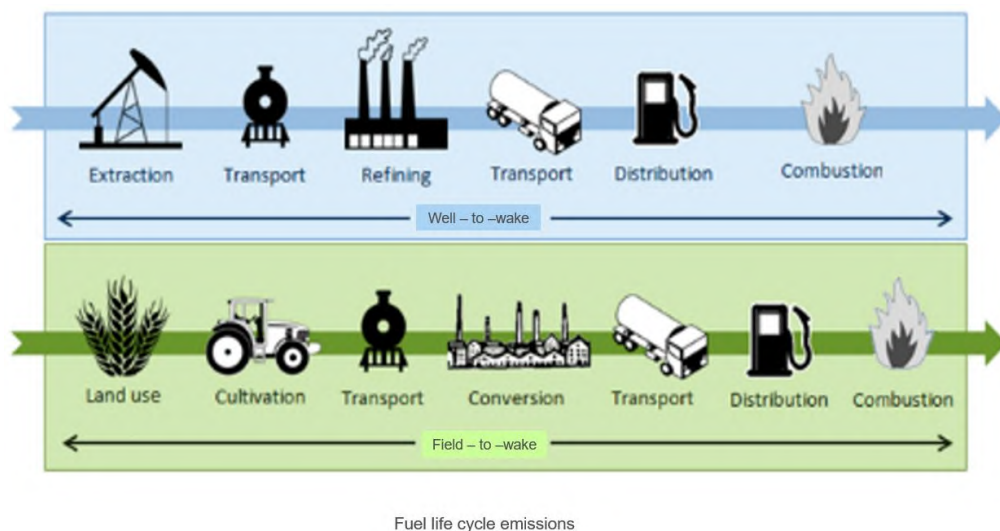 Extraction Transport Refining Transport Distribution Combustion
Well – to –wake
Land use Cultivation Transport Conversion Transport Distribution Combustion
Field – to –wake
Fuel life cycle emissions